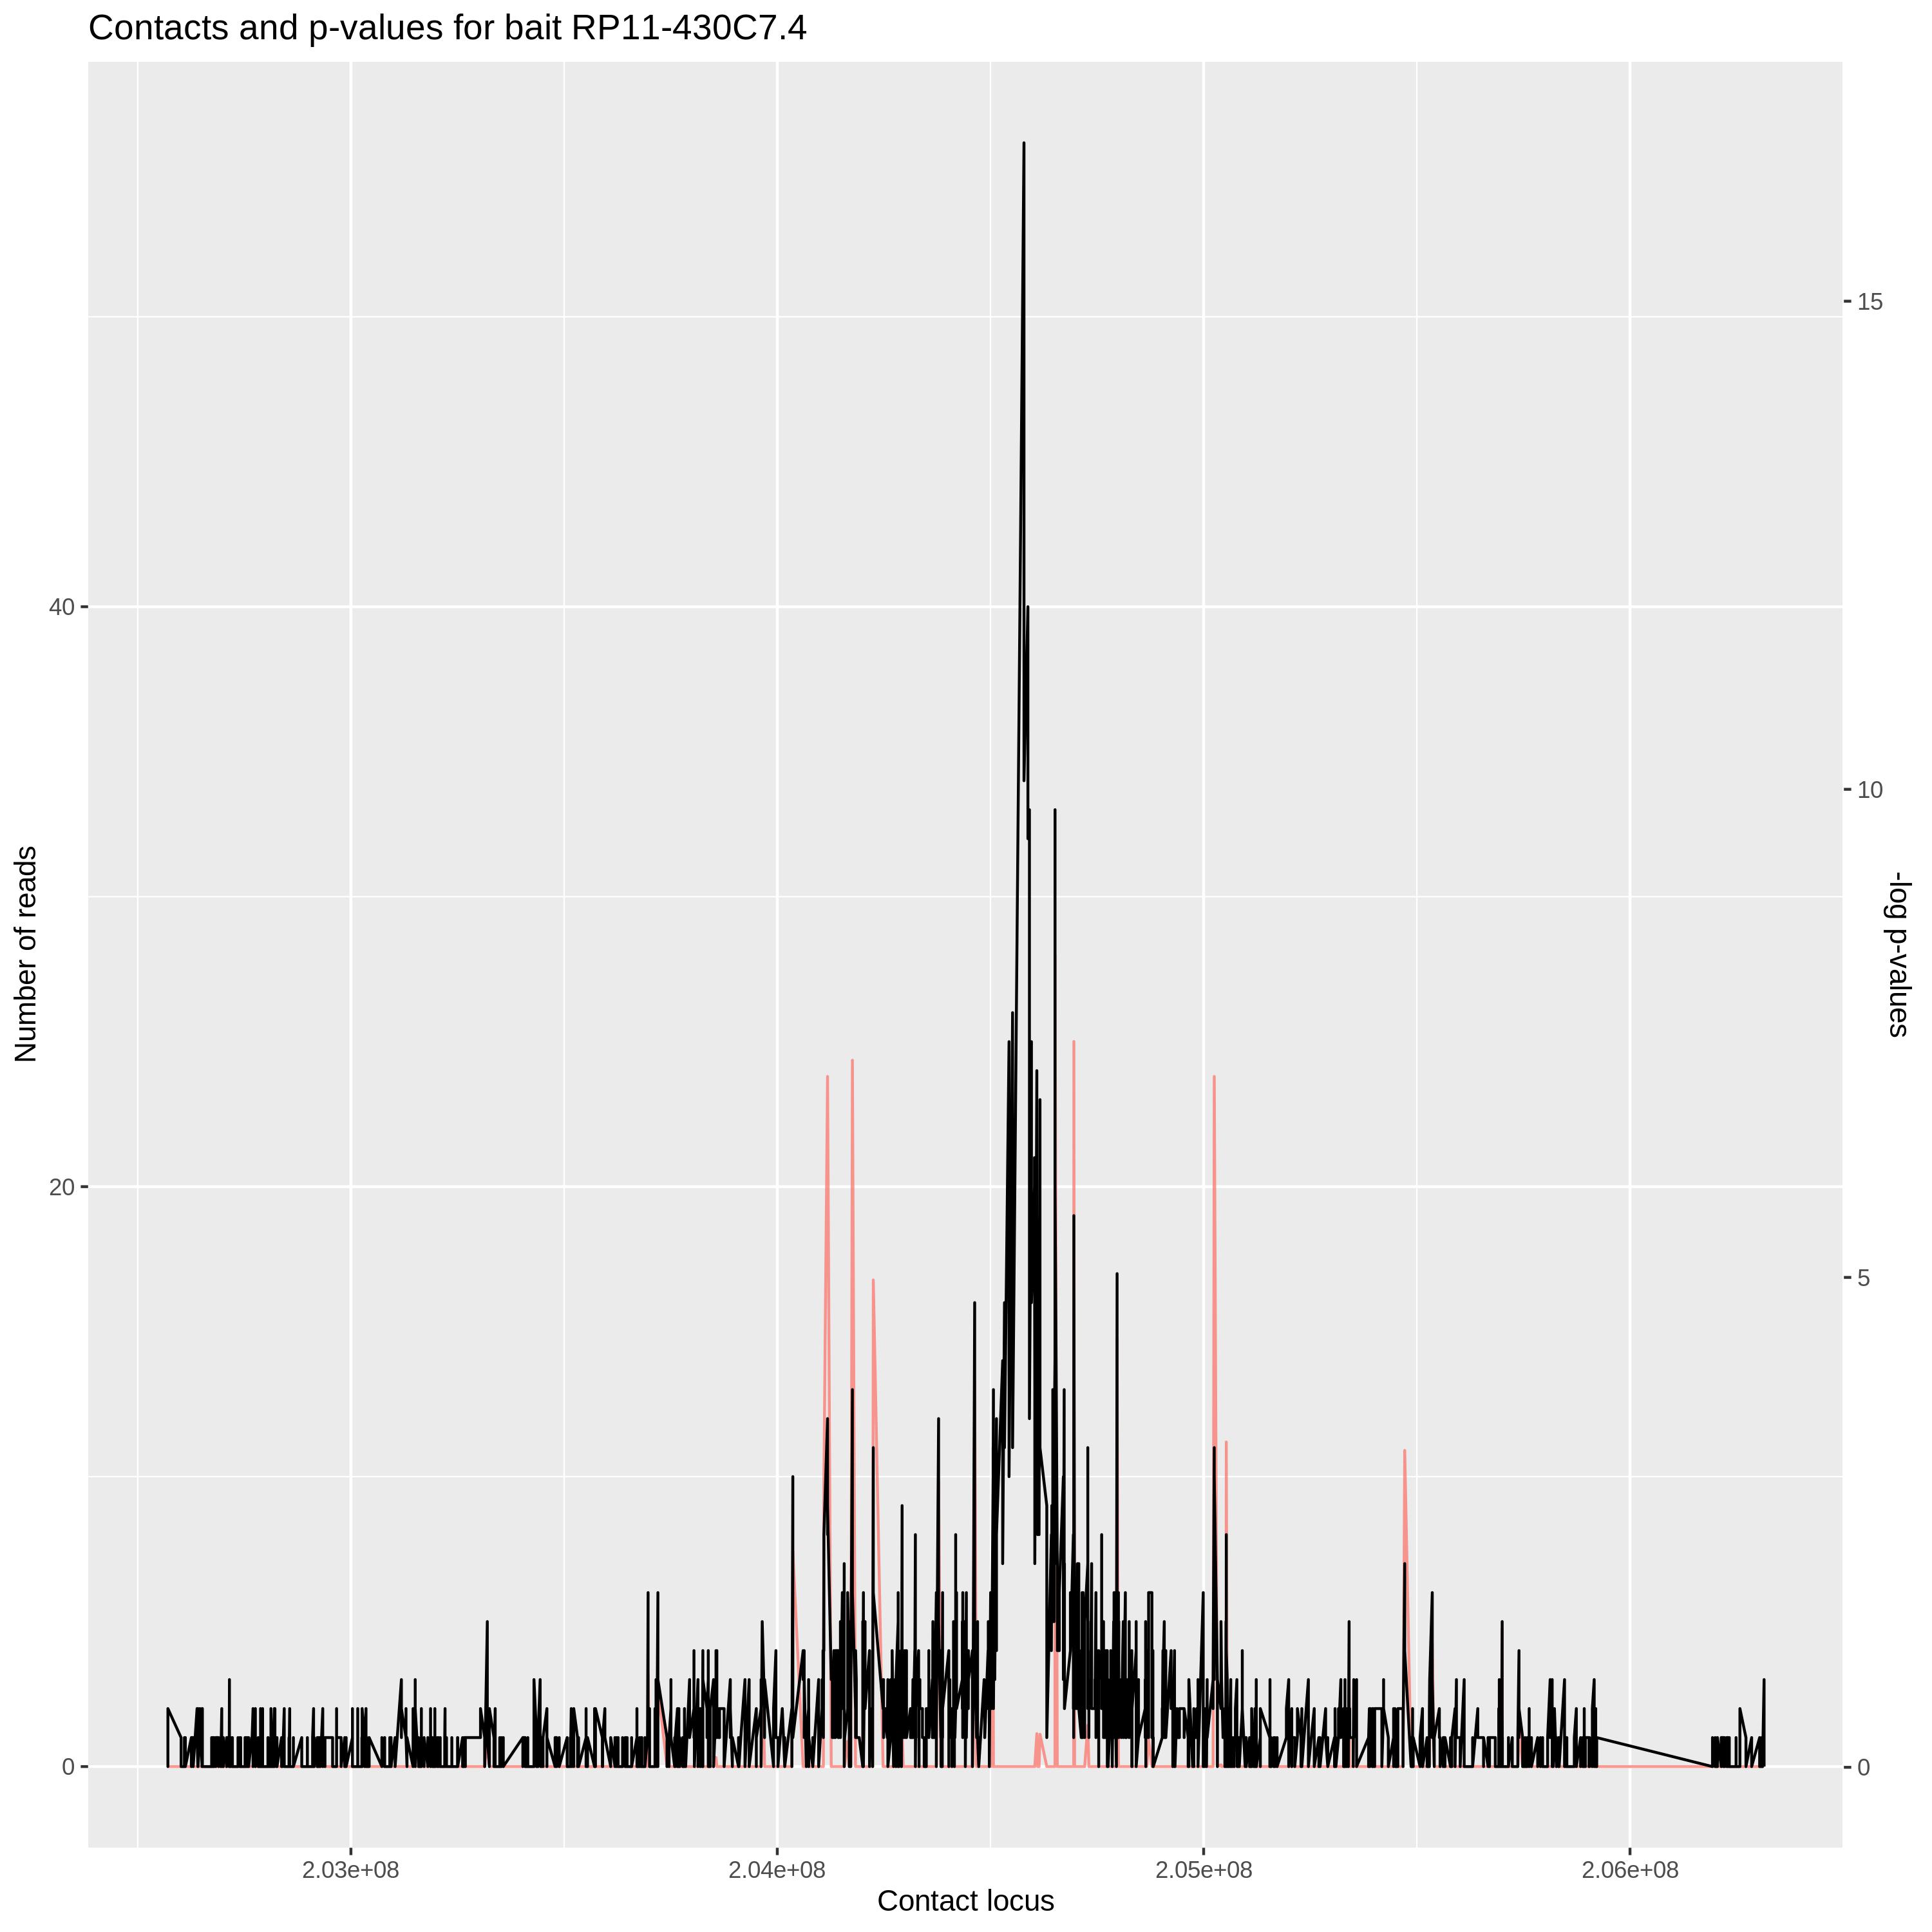 Contacts and p-values for bait RP11-430C7.4
Number of reads
40
20
0
15
10
5
0
-log p-values
2.03e+08
2.04e+08
2.05e+08
2.06e+08
Contact locus